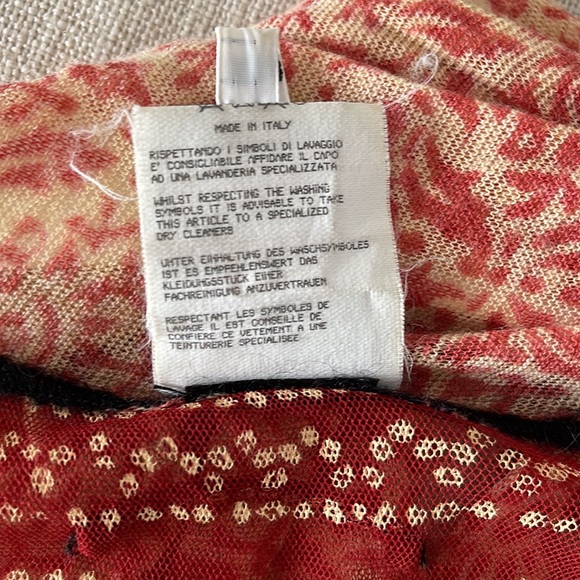 MADE IN ITALY
RISPETTANDO I SIMBOLI DI LAVAGGIO
E' CONSIGLIABILE AFFIDARE IL CAPO
AD UNA LAVANDERIA SPECIALIZZATA
WHILST RESPECTING THE WASHING
SYMBOLS IT IS ADVISABLE TO TAKE
THIS ARTICLE TO A SPECIALIZED
DRY CLEANERS
UNTER EINHALTUNG DES WASCHSYMBOLES
IST ES EMPFEHLENSWERT DAS
KLEIDUNGSSTUCK EINER
FACHREINIGUNG ANZUVERTRAUEN
RESPECTANT LES SYMBOLES DE
LAVAGE IL EST CONSEILLE DE
CONFIERE CE VETEMENT A UNE
TEINTURERIE SPECIALISEE